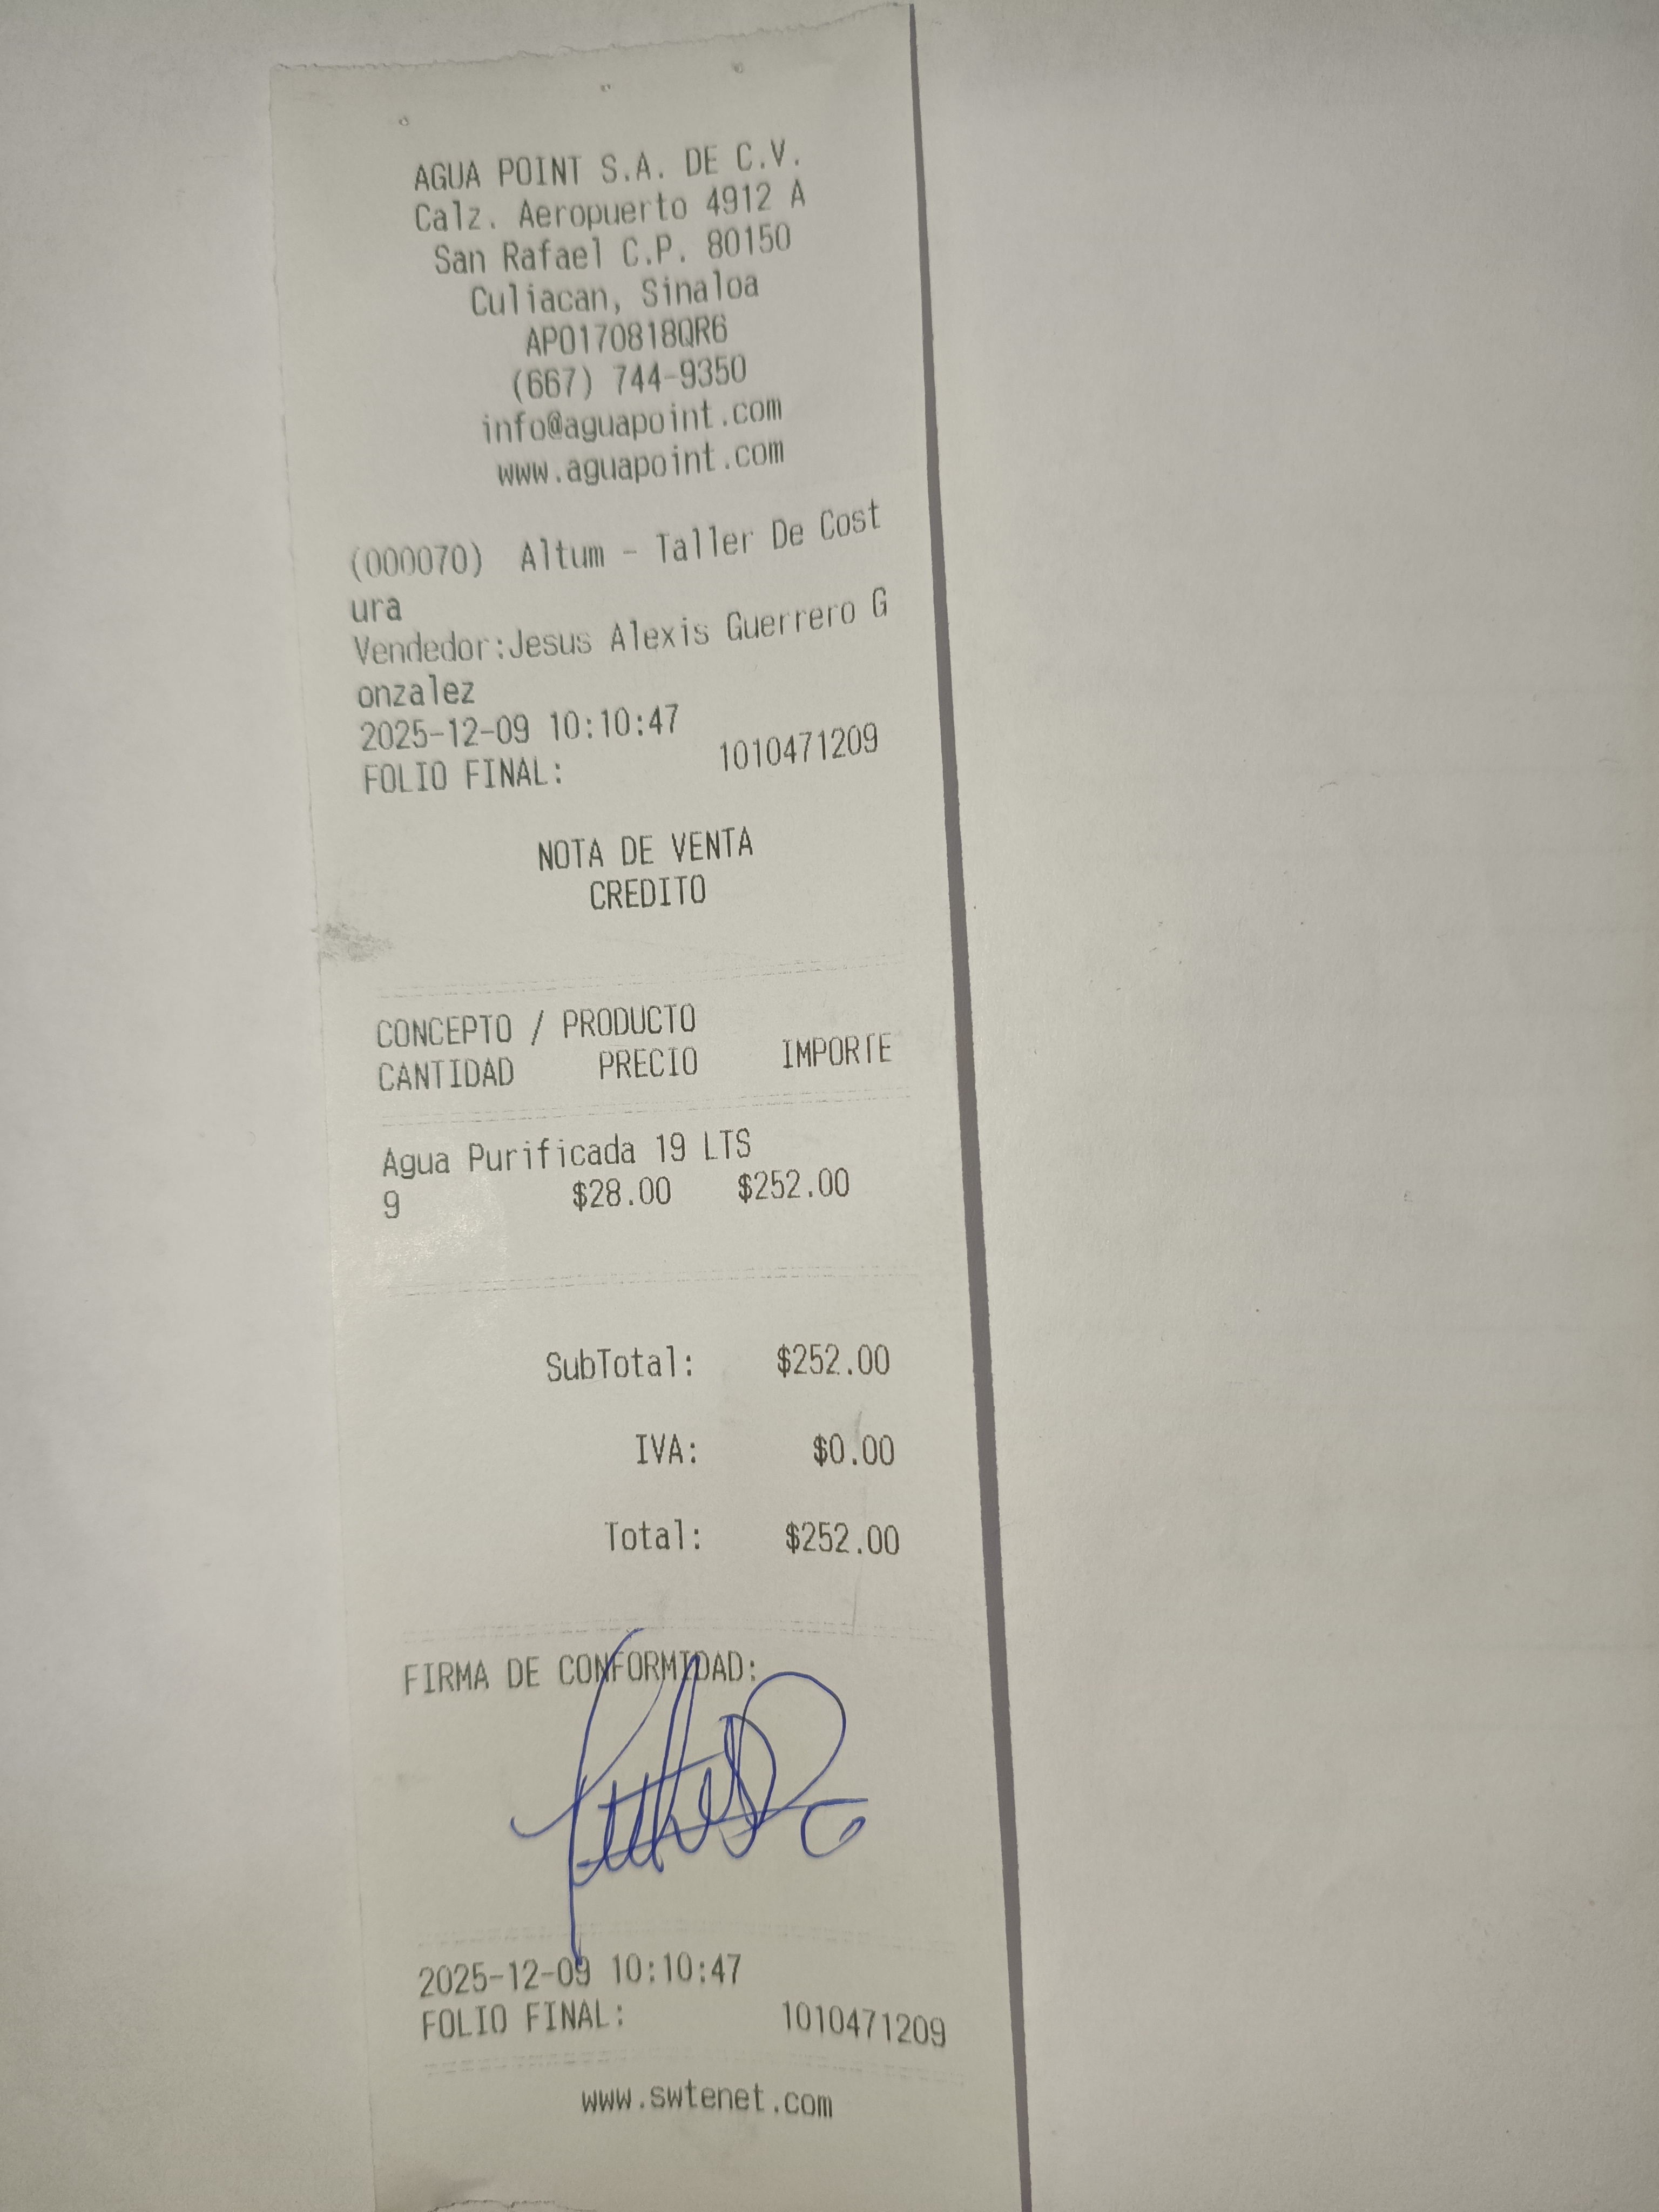 AGUA POINT S.A. DE C.V.
Calz. Aeropuerto 4912 A
San Rafael C.P. 80150
Culiacan, Sinaloa
APO170818QR6
(667) 744-9350
info@aguapoint.com
www.aguapoint.com
(000070) Altum - Taller De Cost
ura
Vendedor:Jesus Alexis Guerrero G
onzalez
2025-12-09 10:10:47
FOLIO FINAL: 1010471209
NOTA DE VENTA
CREDITO
CONCEPTO / PRODUCTO
CANTIDAD PRECIO IMPORTE
Agua Purificada 19 LTS
9 $28.00 $252.00
SubTotal: $252.00
IVA: $0.00
Total: $252.00
FIRMA DE CONFORMIDAD:
2025-12-09 10:10:47
FOLIO FINAL: 1010471209
www.swtenet.com